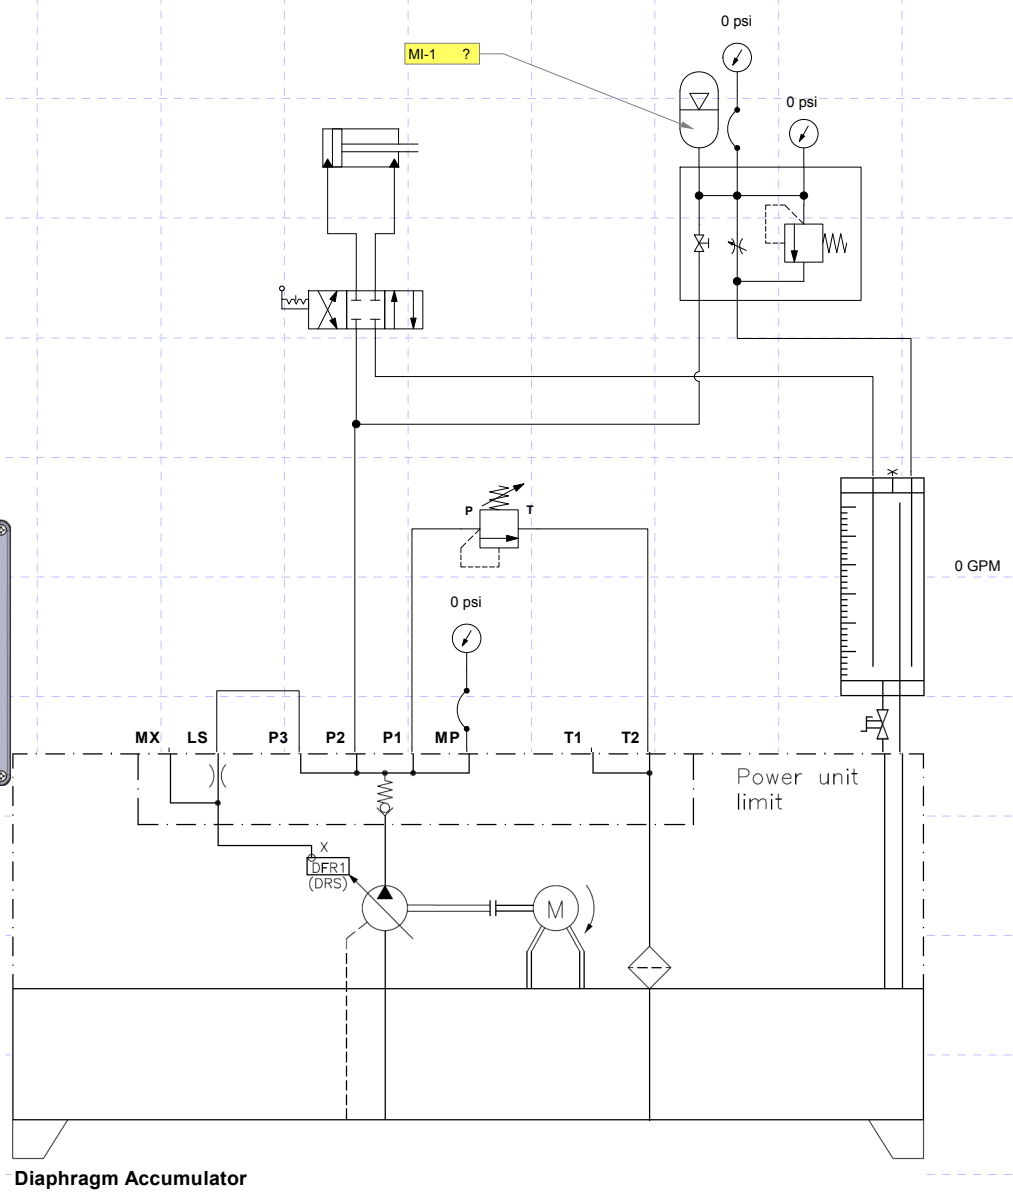 0 psi
MI-1 ?
0 psi
P T
0 GPM
0 psi
MX LS P3 P2 P1 MP T1 T2
Power unit
limit
X
DFR1
(DRS)
M
Diaphragm Accumulator